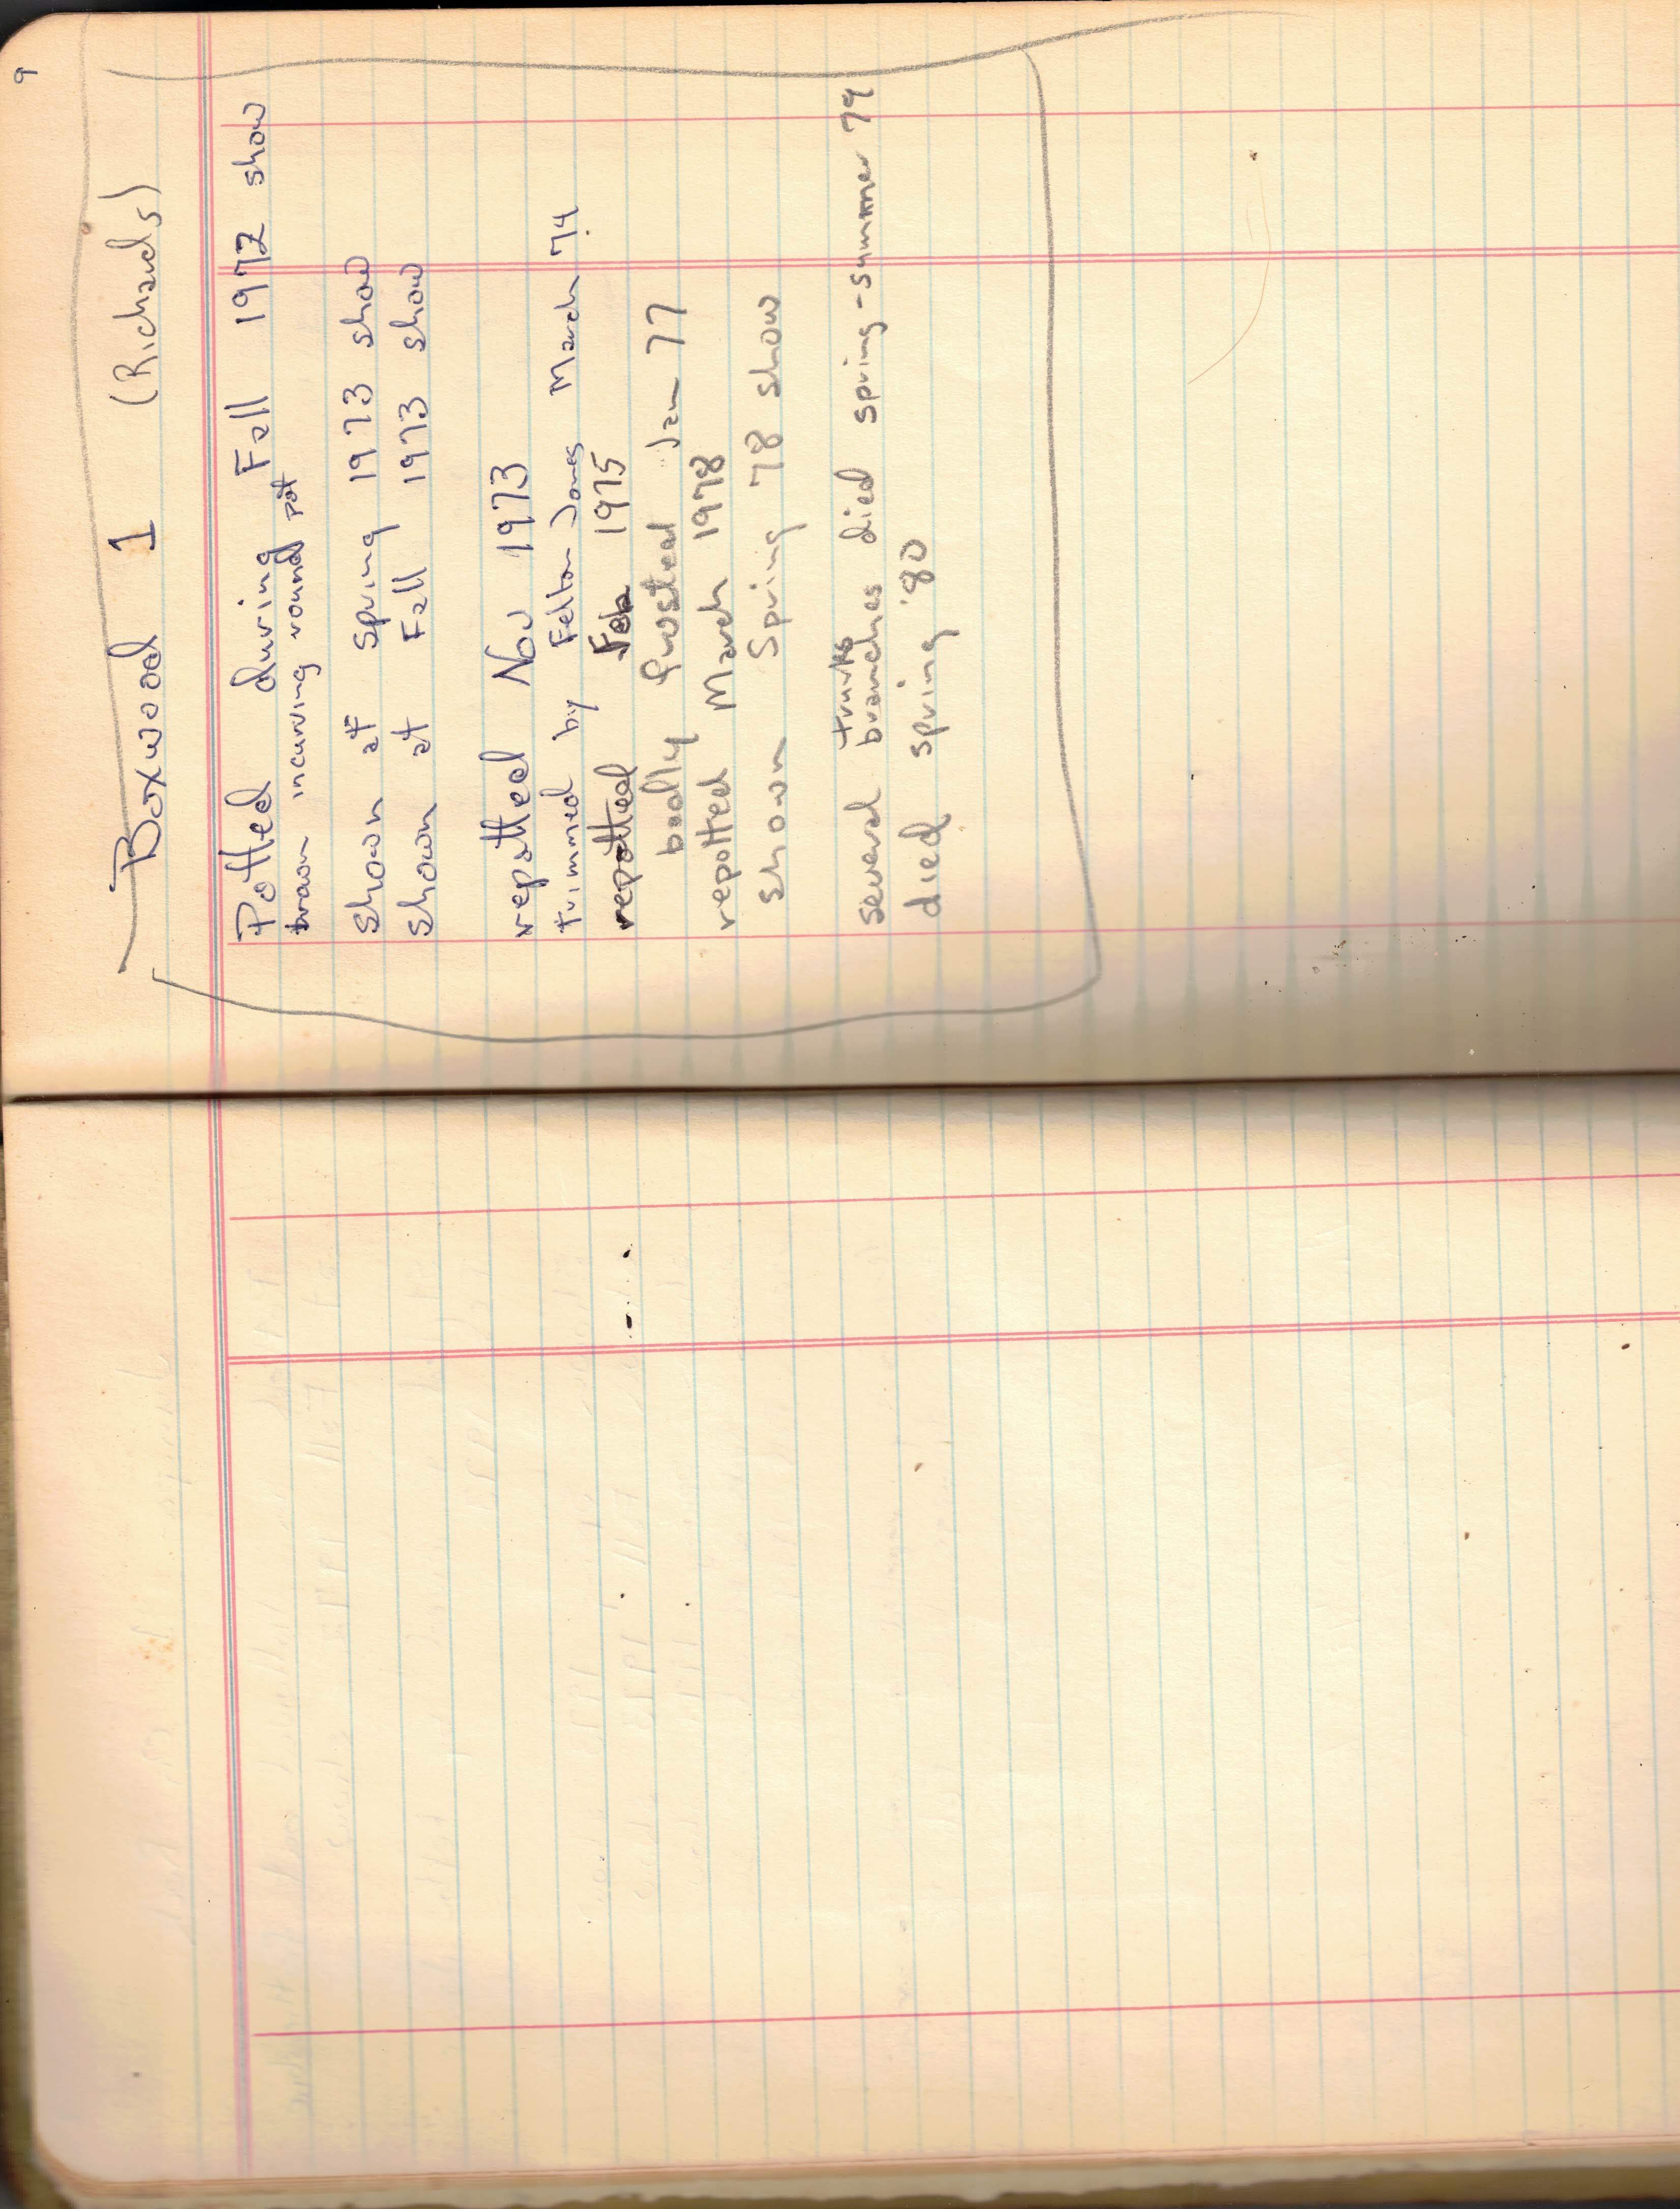 9
Boxwood 1 (Richards)
Potted during Fall 1972 show
brown incurving round pot
shown at spring 1973 show
shown at Fall 1973 show
repotted Nov 1973
trimmed by Felton Jones March 74
repotted Feb 1975
badly frosted Jan 77
repotted March 1978
shown Spring 78 show
trunks
several branches died spring-summer 79
died spring '80